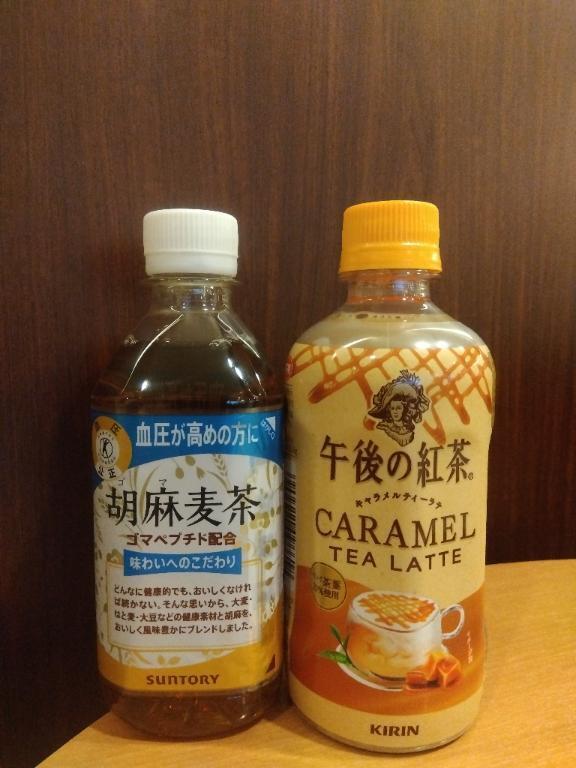 血圧が高めの方に
ゴマ
胡麻麦茶
ゴマペプチド配合
味わいへのこだわり
どんなに健康的でも、おいしくなけれ
ば続かない。そんな思いから、大麦・
はと麦・大豆などの健康素材と胡麻を、
おいしく風味豊かにブレンドしました。
SUNTORY
午後の紅茶®
キャラメルティーラテ
CARAMEL
TEA LATTE
KIRIN